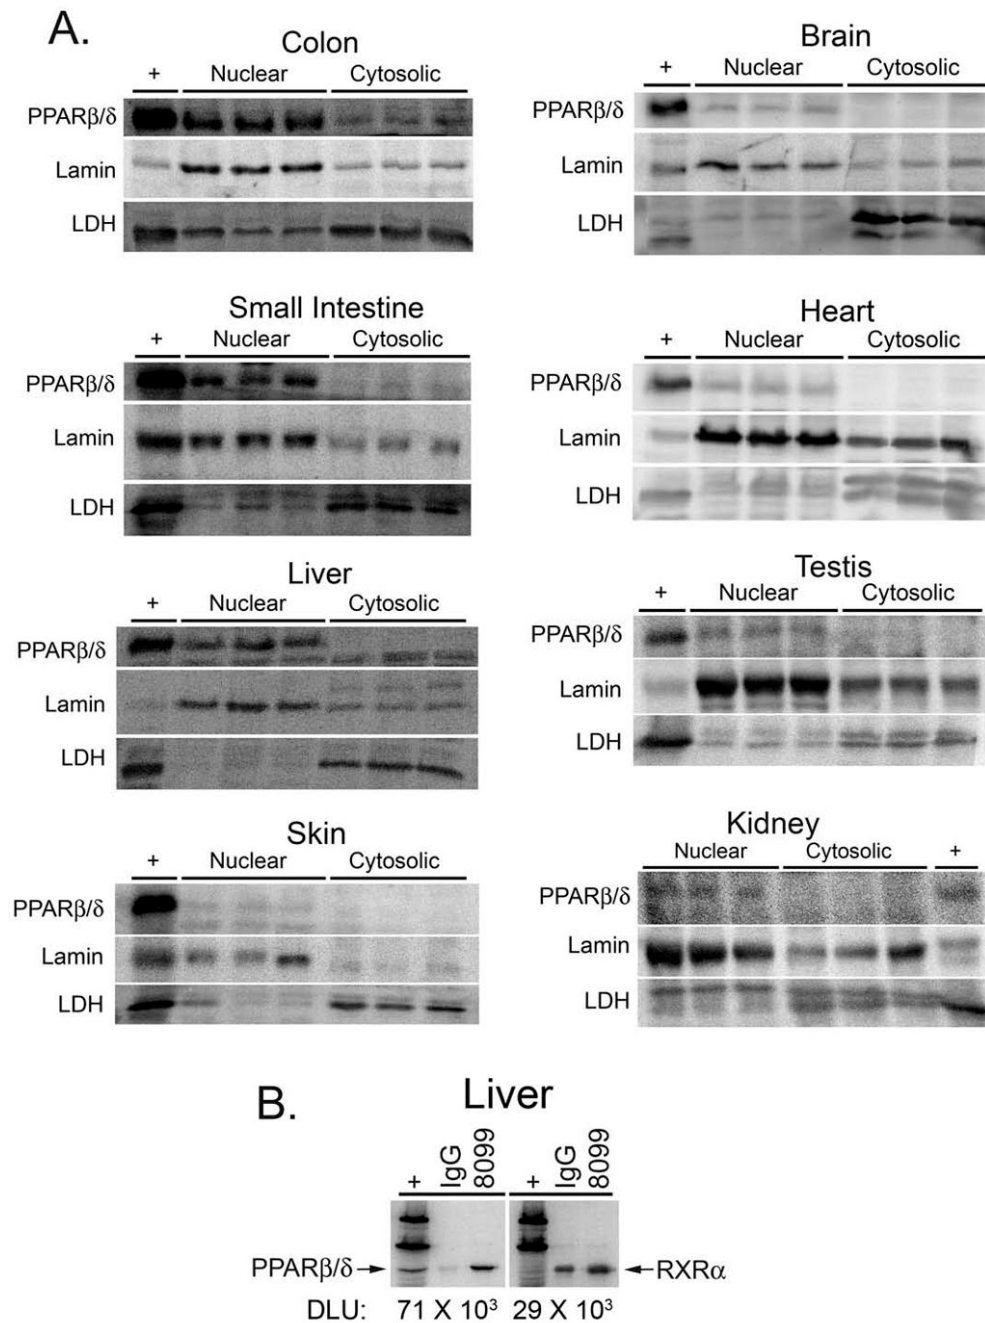 A.
Colon
+ Nuclear Cytosolic
PPARβ/δ
Lamin
LDH
Brain
+ Nuclear Cytosolic
PPARβ/δ
Lamin
LDH
Small Intestine
+ Nuclear Cytosolic
PPARβ/δ
Lamin
LDH
Heart
+ Nuclear Cytosolic
PPARβ/δ
Lamin
LDH
Liver
+ Nuclear Cytosolic
PPARβ/δ
Lamin
LDH
Testis
+ Nuclear Cytosolic
PPARβ/δ
Lamin
LDH
Skin
+ Nuclear Cytosolic
PPARβ/δ
Lamin
LDH
Kidney
Nuclear Cytosolic +
PPARβ/δ
Lamin
LDH
B.
Liver
+ IgG 8099 + IgG 8099
PPARβ/δ RXRα
DLU: 71 X 10³ 29 X 10³